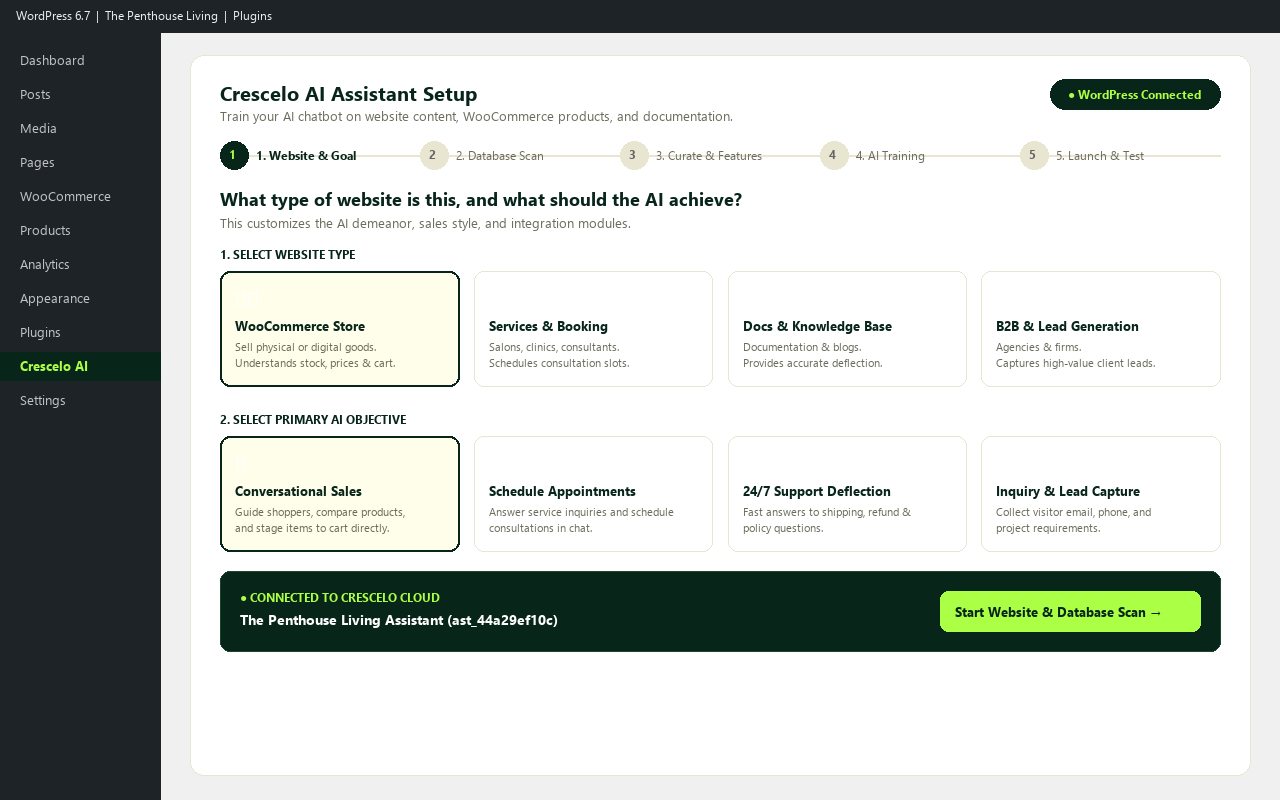 WordPress 6.7 | The Penthouse Living | Plugins
Dashboard
Posts
Media
Pages
WooCommerce
Products
Analytics
Appearance
Plugins
Crescelo AI
Settings
Crescelo AI Assistant Setup
● WordPress Connected
Train your AI chatbot on website content, WooCommerce products, and documentation.
1 1. Website & Goal
2 2. Database Scan
3 3. Curate & Features
4 4. AI Training
5 5. Launch & Test
What type of website is this, and what should the AI achieve?
This customizes the AI demeanor, sales style, and integration modules.
1. SELECT WEBSITE TYPE
WooCommerce Store
Sell physical or digital goods.
Understands stock, prices & cart.
Services & Booking
Salons, clinics, consultants.
Schedules consultation slots.
Docs & Knowledge Base
Documentation & blogs.
Provides accurate deflection.
B2B & Lead Generation
Agencies & firms.
Captures high-value client leads.
2. SELECT PRIMARY AI OBJECTIVE
Conversational Sales
Guide shoppers, compare products,
and stage items to cart directly.
Schedule Appointments
Answer service inquiries and schedule
consultations in chat.
24/7 Support Deflection
Fast answers to shipping, refund &
policy questions.
Inquiry & Lead Capture
Collect visitor email, phone, and
project requirements.
● CONNECTED TO CRESCELO CLOUD
The Penthouse Living Assistant (ast_44a29ef10c)
Start Website & Database Scan →